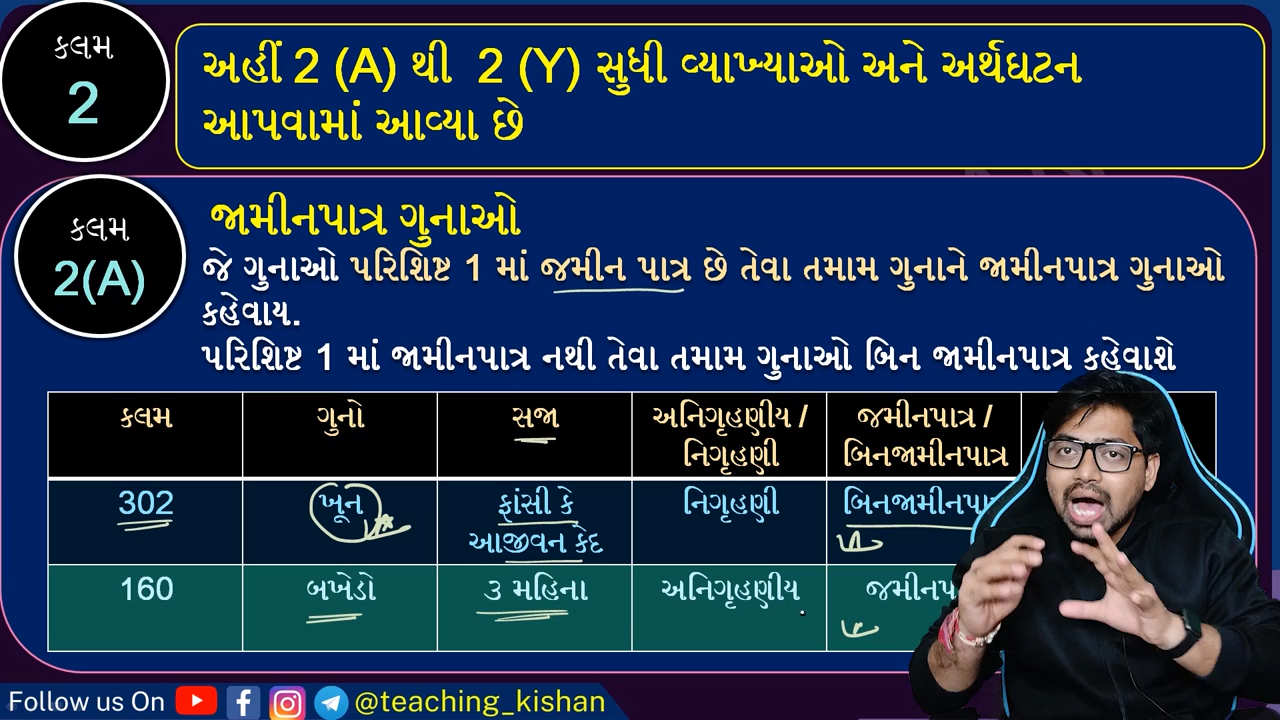 કલમ
2
અહીં 2 (A) થી 2 (Y) સુધી વ્યાખ્યાઓ અને અર્થઘટન
આપવામાં આવ્યા છે
કલમ
2(A)
જામીનપાત્ર ગુનાઓ
જે ગુનાઓ પરિશિષ્ટ 1 માં જમીન પાત્ર છે તેવા તમામ ગુનાને જામીનપાત્ર ગુનાઓ
કહેવાય.
પરિશિષ્ટ 1 માં જામીનપાત્ર નથી તેવા તમામ ગુનાઓ બિન જામીનપાત્ર કહેવાશે
કલમ ગુનો સજા અનિગૃહણીય / જમીનપાત્ર /
નિગૃહણી બિનજામીનપાત્ર
302 ખૂન ફાંસી કે નિગૃહણી
આજીવન કેદ
160 બખેડો ૩ મહિના અનિગૃહણીય
Follow us On @teaching_kishan